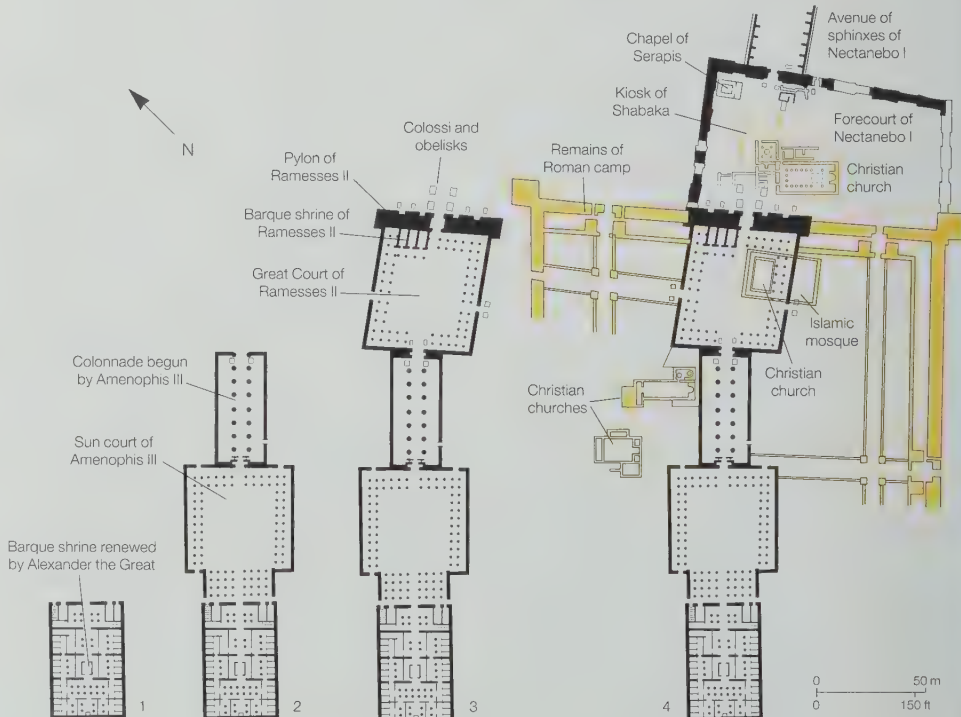 Avenue of
sphinxes of
Nectanebo I
Chapel of
Serapis
Kiosk of
Shabaka
Forecourt of
Nectanebo I
N
Colossi and
obelisks
Remains of
Roman camp
Christian
church
Pylon of
Ramesses II
Barque shrine of
Ramesses II
Great Court of
Ramesses II
Islamic
mosque
Colonnade begun
by Amenophis III
Christian
church
Christian
churches
Sun court of
Amenophis III
Barque shrine renewed
by Alexander the Great
0 50 m
0 150 ft
1
2
3
4